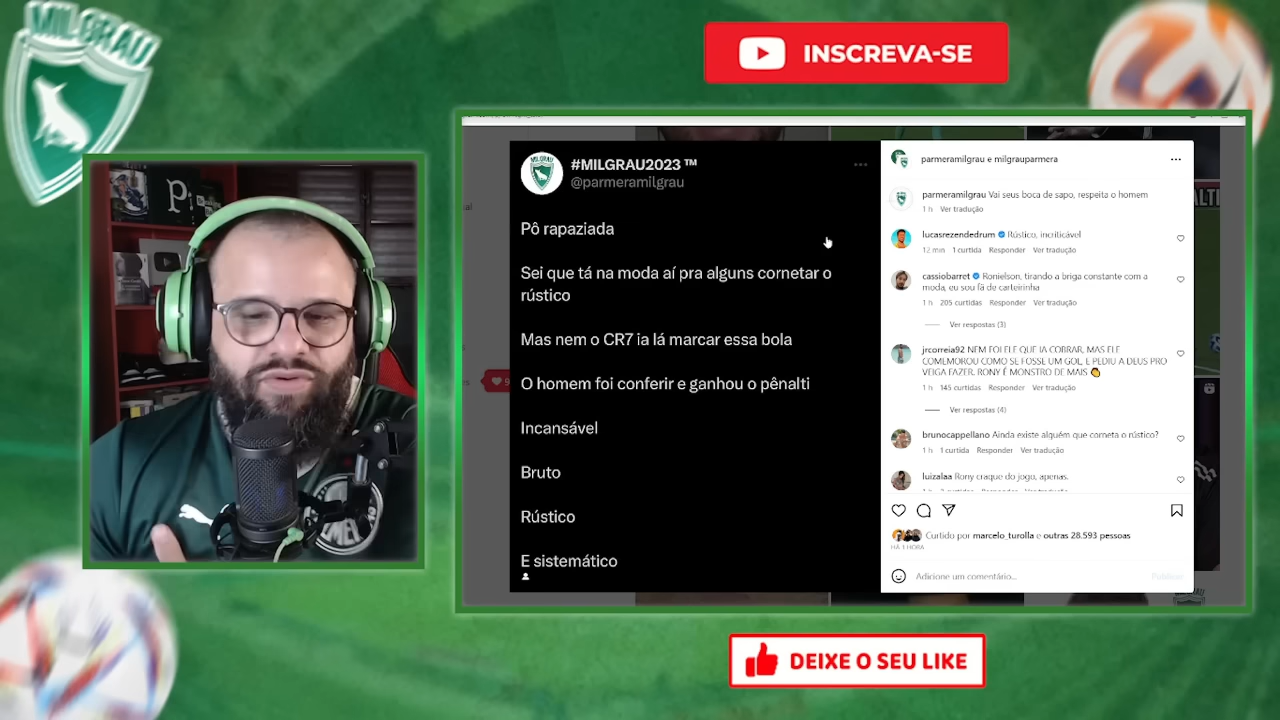 MILGRAU
INSCREVA-SE
#MILGRAU2023 ™
@parmeramilgrau
Pô rapaziada
Sei que tá na moda aí pra alguns cornetar o
rústico
Mas nem o CR7 ia lá marcar essa bola
O homem foi conferir e ganhou o pênalti
Incansável
Bruto
Rústico
E sistemático
parmeramilgrau e milgrauparmera
parmeramilgrau Vai seus boca de sapo, respeita o homem
1 h Ver tradução
lucasrezendedrum Rústico, incriticável
12 min 1 curtida Responder Ver tradução
cassiobarret Ronielson, tirando a briga constante com a
moda, eu sou fã de carteirinha
1 h 205 curtidas Responder Ver tradução
Ver respostas (3)
jrcorreia92 NEM FOI ELE QUE IA COBRAR, MAS ELE
COMEMOROU COMO SE FOSSE UM GOL, E PEDIU A DEUS PRO
VEIGA FAZER. RONY É MONSTRO DE MAIS 👏
1 h 145 curtidas Responder Ver tradução
Ver respostas (4)
brunocappellano Ainda existe alguém que corneta o rústico?
1 h 1 curtida Responder Ver tradução
luizalaa Rony craque do jogo, apenas.
Curtido por marcelo_turolla e outras 28.593 pessoas
HÁ 1 HORA
Adicione um comentário...
Publicar
DEIXE O SEU LIKE